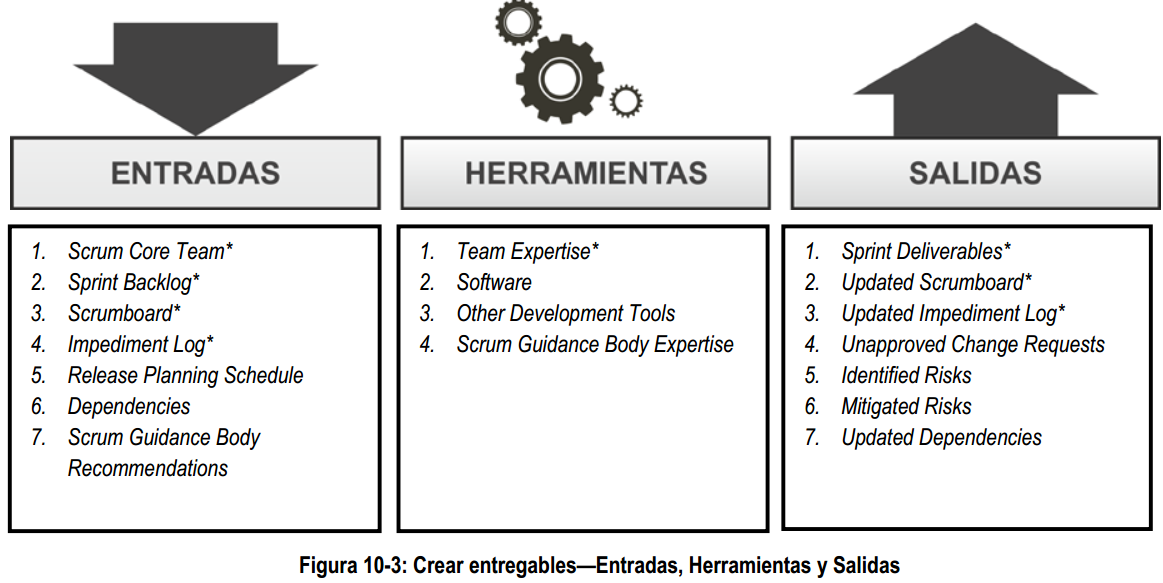 ENTRADAS
1. Scrum Core Team*
2. Sprint Backlog*
3. Scrumboard*
4. Impediment Log*
5. Release Planning Schedule
6. Dependencies
7. Scrum Guidance Body
Recommendations
HERRAMIENTAS
1. Team Expertise*
2. Software
3. Other Development Tools
4. Scrum Guidance Body Expertise
SALIDAS
1. Sprint Deliverables*
2. Updated Scrumboard*
3. Updated Impediment Log*
4. Unapproved Change Requests
5. Identified Risks
6. Mitigated Risks
7. Updated Dependencies
Figura 10-3: Crear entregables—Entradas, Herramientas y Salidas